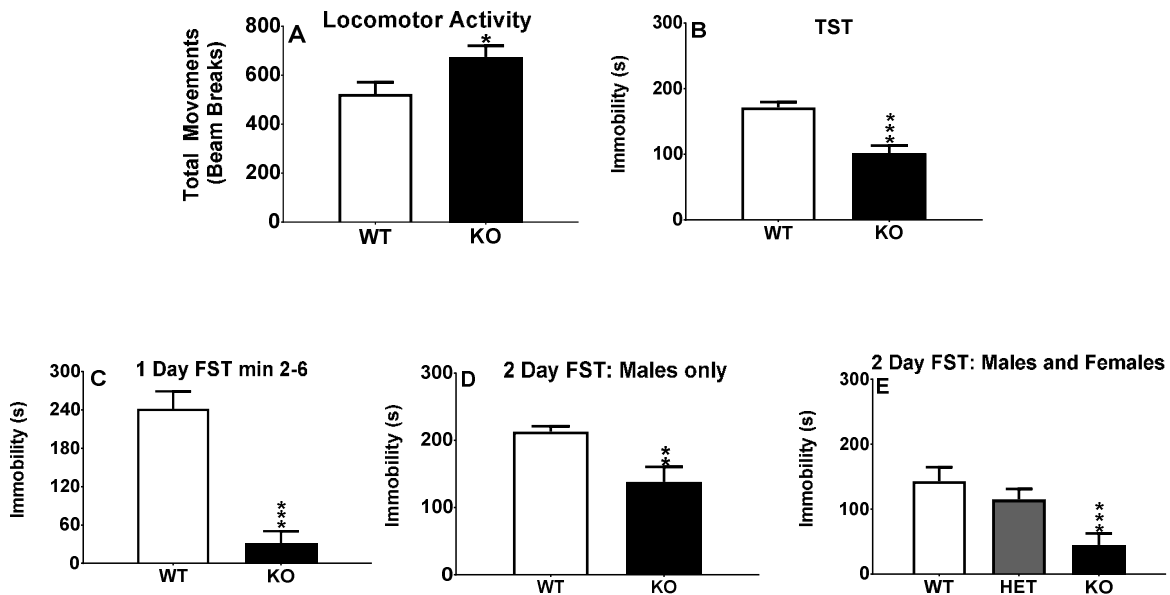 A
Locomotor Activity
Total Movements
(Beam Breaks)
800
600
400
200
0
*
WT KO
B
TST
Immobility (s)
300
200
100
0
***
WT KO
C
1 Day FST min 2-6
Immobility (s)
300
240
180
120
60
0
***
WT KO
D
2 Day FST: Males only
Immobility (s)
300
200
100
0
**
WT KO
2 Day FST: Males and Females
E
Immobility (s)
300
200
100
0
***
WT HET KO